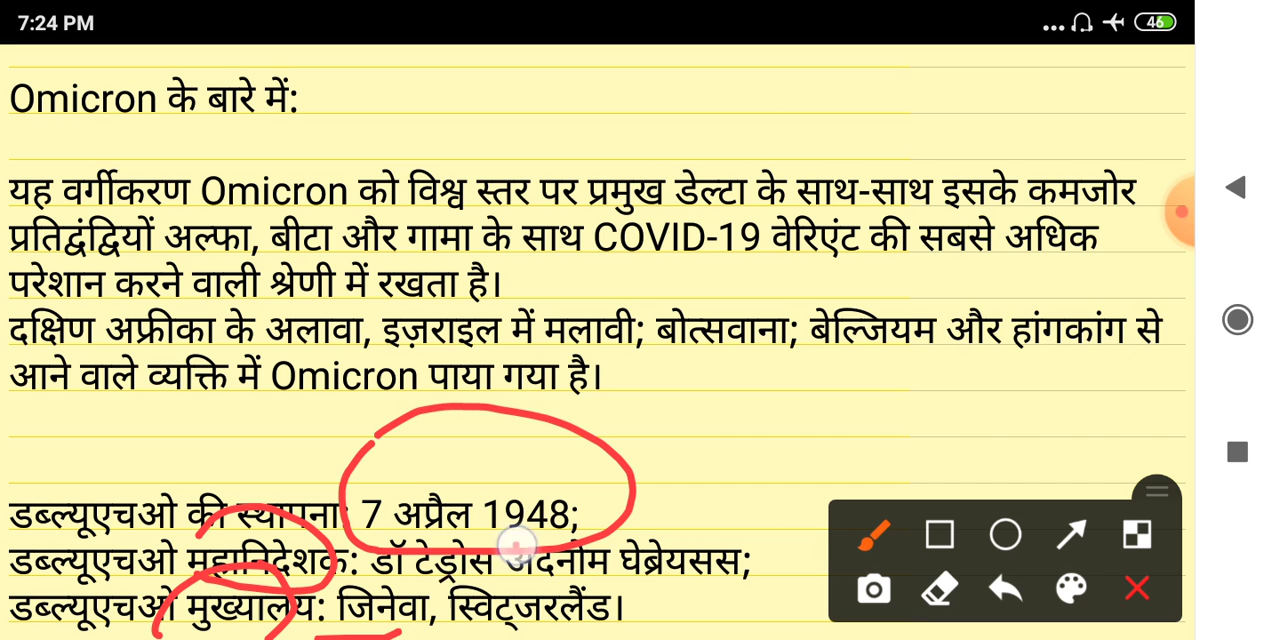 7:24 PM
46
Omicron के बारे में:
यह वर्गीकरण Omicron को विश्व स्तर पर प्रमुख डेल्टा के साथ-साथ इसके कमजोर
प्रतिद्वंद्वियों अल्फा, बीटा और गामा के साथ COVID-19 वेरिएंट की सबसे अधिक
परेशान करने वाली श्रेणी में रखता है।
दक्षिण अफ्रीका के अलावा, इज़राइल में मलावी; बोत्सवाना; बेल्जियम और हांगकांग से
आने वाले व्यक्ति में Omicron पाया गया है।
डब्ल्यूएचओ की स्थापना: 7 अप्रैल 1948;
डब्ल्यूएचओ महानिदेशक: डॉ टेड्रोस अदनोम घेब्रेयसस;
डब्ल्यूएचओ मुख्यालय: जिनेवा, स्विट्जरलैंड।